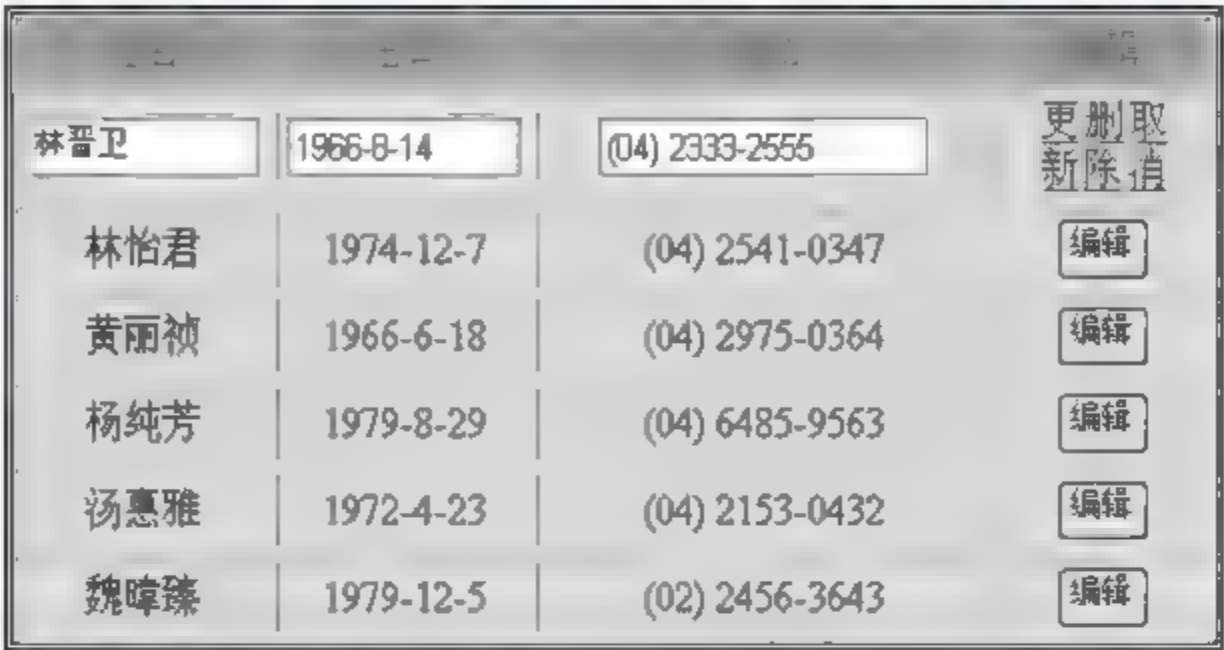 林晋卫 1966-8-14 (04) 2333-2555 更新 删除 取消
林怡君 1974-12-7 (04) 2541-0347 编辑
黄丽祯 1966-6-18 (04) 2975-0364 编辑
杨纯芳 1979-8-29 (04) 6485-9563 编辑
汤惠雅 1972-4-23 (04) 2153-0432 编辑
魏暐臻 1979-12-5 (02) 2456-3643 编辑